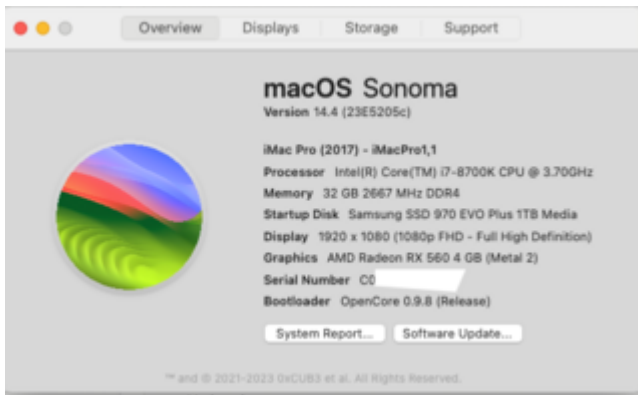 Overview Displays Storage Support
macOS Sonoma
Version 14.4 (23E5205c)
iMac Pro (2017) - iMacPro1,1
Processor Intel(R) Core(TM) i7-8700K CPU @ 3.70GHz
Memory 32 GB 2667 MHz DDR4
Startup Disk Samsung SSD 970 EVO Plus 1TB Media
Display 1920 x 1080 (1080p FHD - Full High Definition)
Graphics AMD Radeon RX 560 4 GB (Metal 2)
Serial Number C0
Bootloader OpenCore 0.9.8 (Release)
System Report... Software Update...
™ and © 2021-2023 0xCUB3 et al. All Rights Reserved.